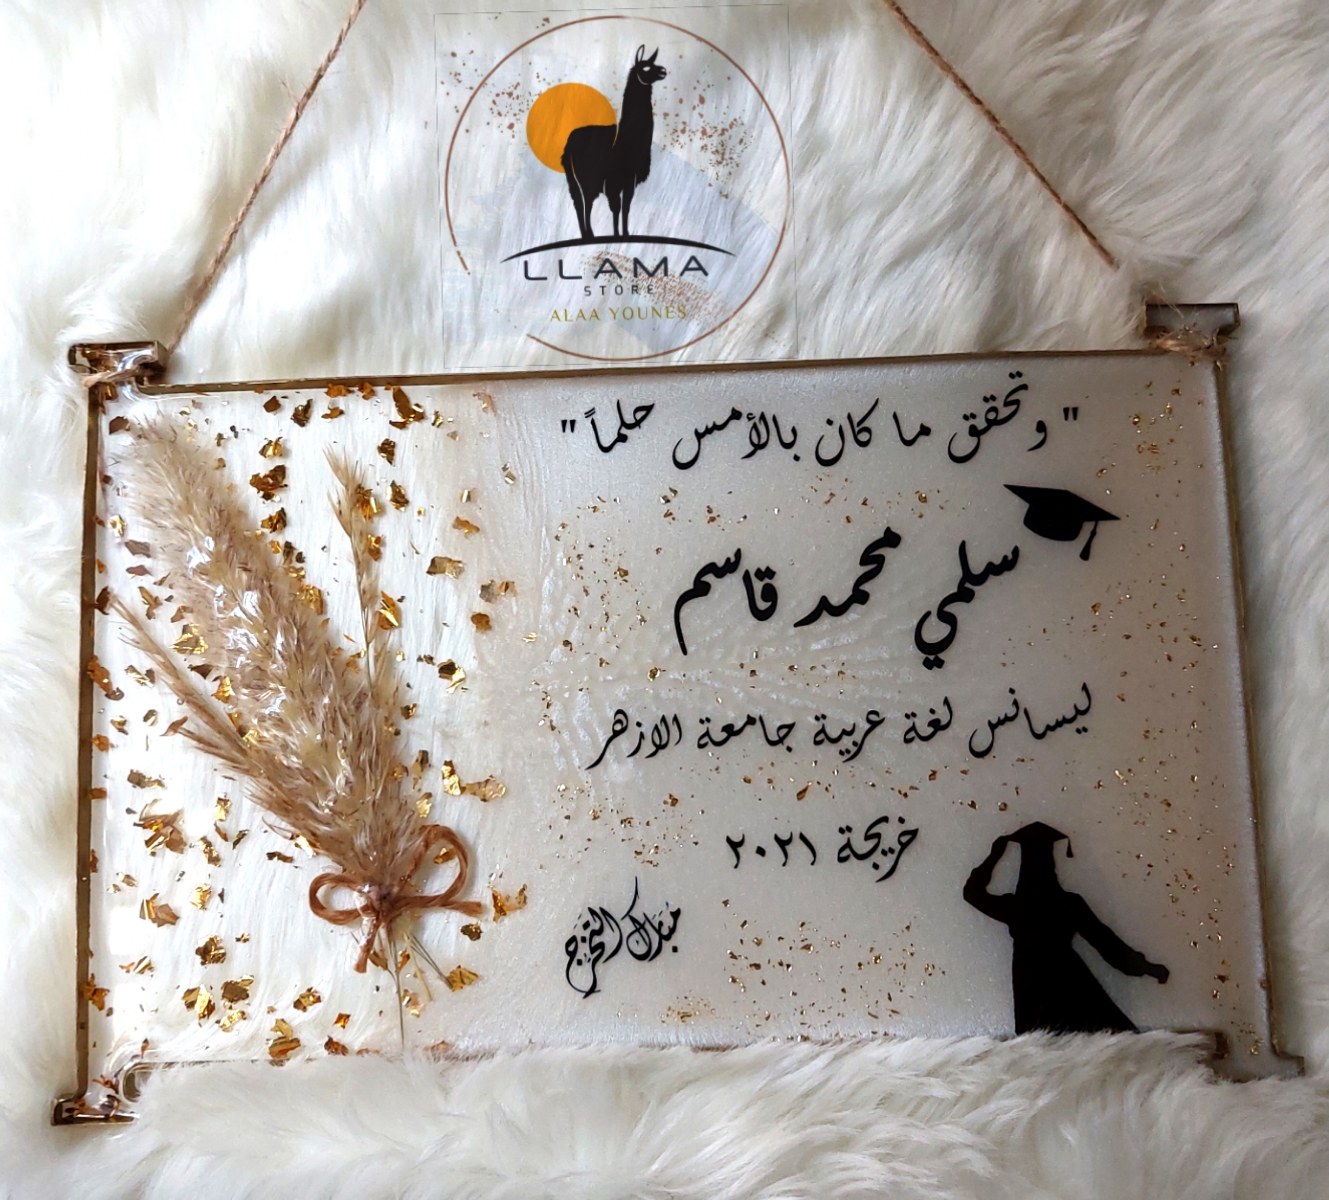 LLAMA
STORE
ALAA YOUNES
" وتحقق ما كان بالأمس حلماً "
سلمي محمد قاسم
ليسانس لغة عربية جامعة الازهر
خريجة ٢٠٢١
مبارك التخرج